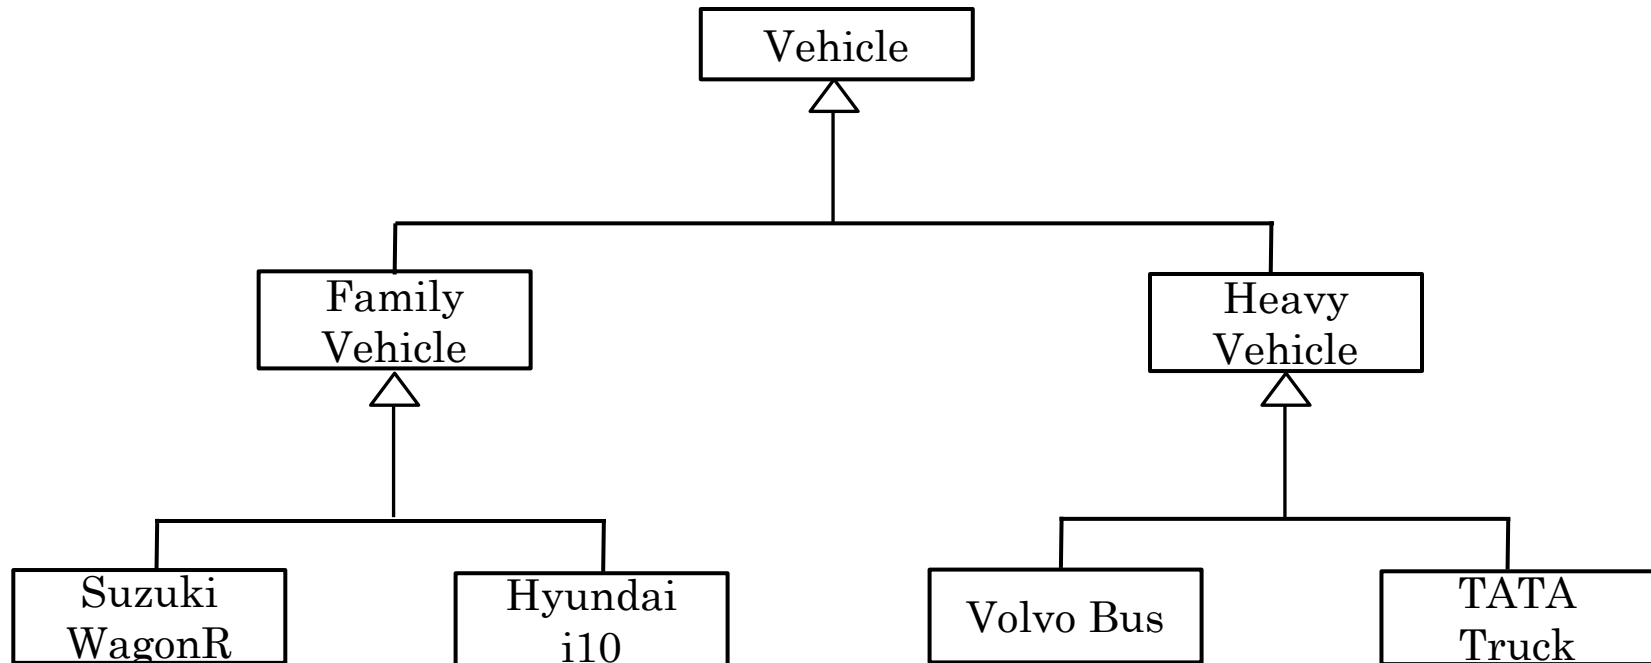 Vehicle
Family
Vehicle
Heavy
Vehicle
Suzuki
WagonR
Hyundai
i10
Volvo Bus
TATA
Truck